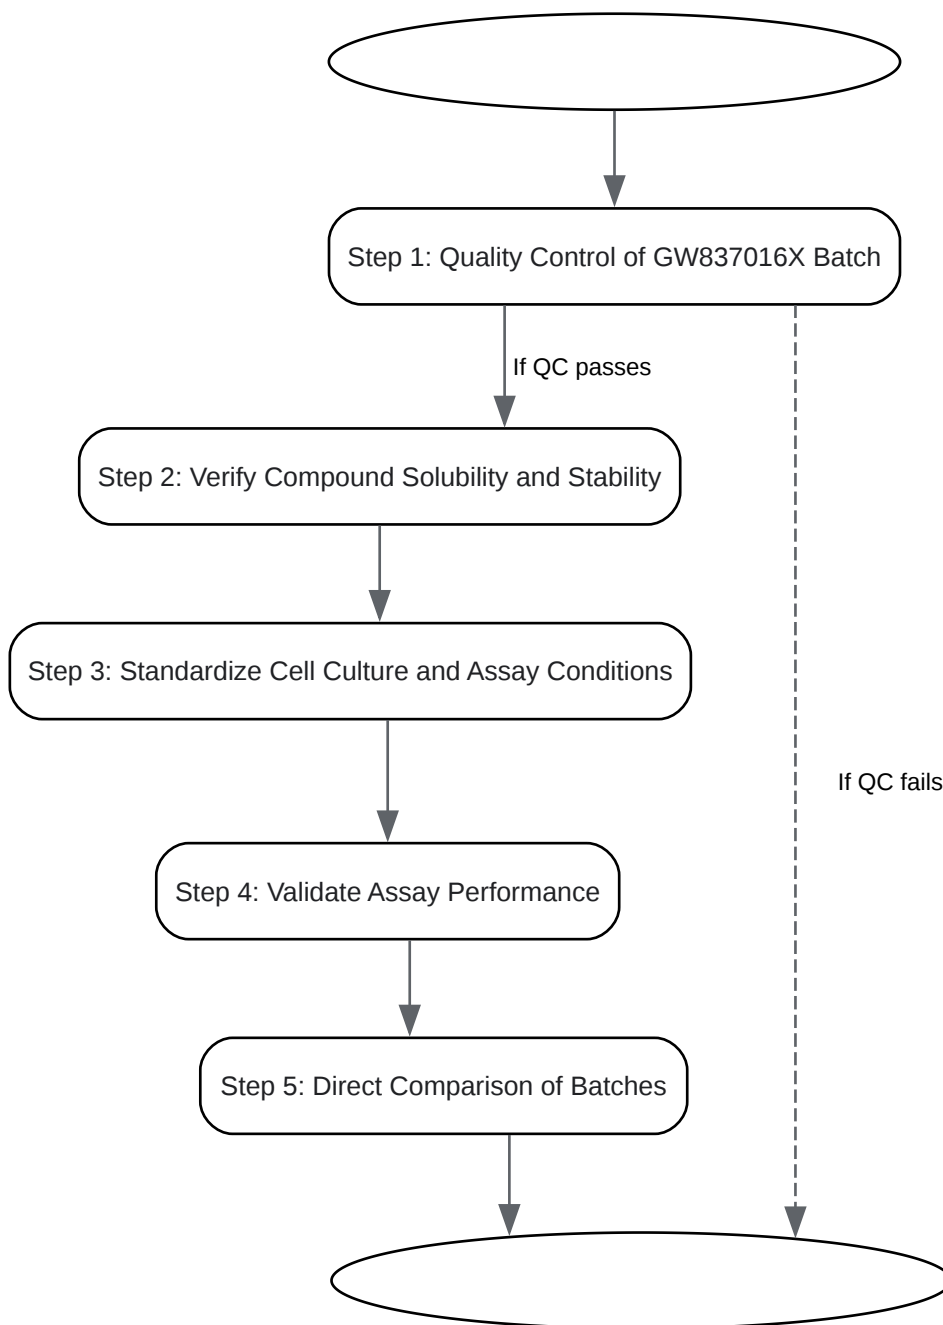 Step 1: Quality Control of GW837016X Batch
If QC passes
Step 2: Verify Compound Solubility and Stability
Step 3: Standardize Cell Culture and Assay Conditions
If QC fails
Step 4: Validate Assay Performance
Step 5: Direct Comparison of Batches